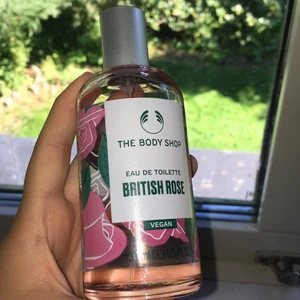 THE BODY SHOP
EAU DE TOILETTE
BRITISH ROSE
VEGAN